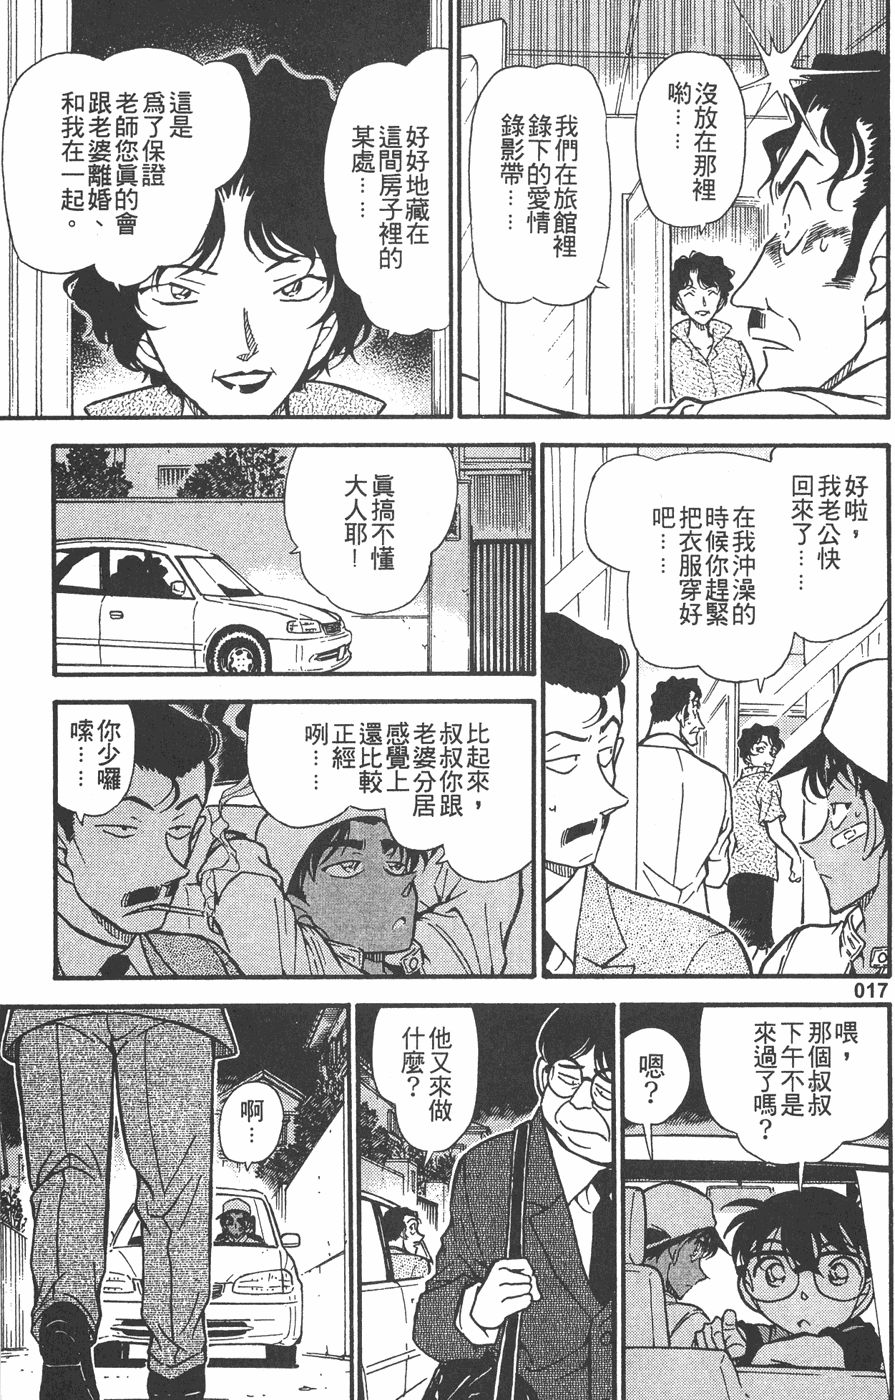 沒放在那裡
喲……
我們在旅館裡
錄下的愛情
錄影帶……
好好地藏在
這間房子裡的
某處……
這是
為了保證
老師您真的會
跟老婆離婚、
和我在一起。
好啦，
我老公快
回來了……
在我沖澡的
時候你趕緊
把衣服穿好
吧……
真搞不懂
大人耶！
比起來，
叔叔你跟
老婆分居
感覺上
還比較
正經
咧……
你少囉
嗦……
017
喂，
那個叔叔
下午不是
來過了嗎？
嗯？
他又來做
什麼？
啊…